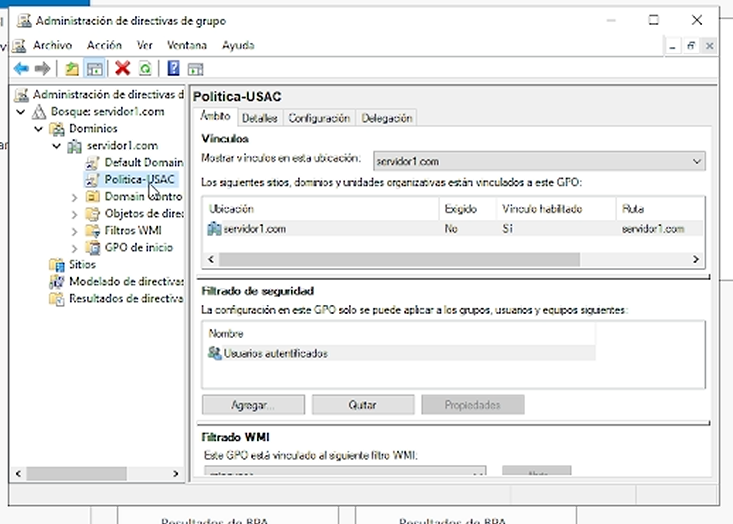 Administración de directivas de grupo
Archivo Acción Ver Ventana Ayuda
Administración de directivas d
Bosque: servidor1.com
Dominios
servidor1.com
Default Domain
Politica-USAC
Domain Contro
Objetos de direc
Filtros WMI
GPO de inicio
Sitios
Modelado de directivas
Resultados de directiva
Politica-USAC
Ámbito Detalles Configuración Delegación
Vínculos
Mostrar vínculos en esta ubicación: servidor1.com
Los siguientes sitios, dominios y unidades organizativas están vinculados a este GPO:
Ubicación Exigido Vínculo habilitado Ruta
servidor1.com No Sí servidor1.com
Filtrado de seguridad
La configuración en este GPO solo se puede aplicar a los grupos, usuarios y equipos siguientes:
Nombre
Usuarios autentificados
Agregar... Quitar Propiedades
Filtrado WMI
Este GPO está vinculado al siguiente filtro WMI:
Resultados de BPA Resultados de BPA